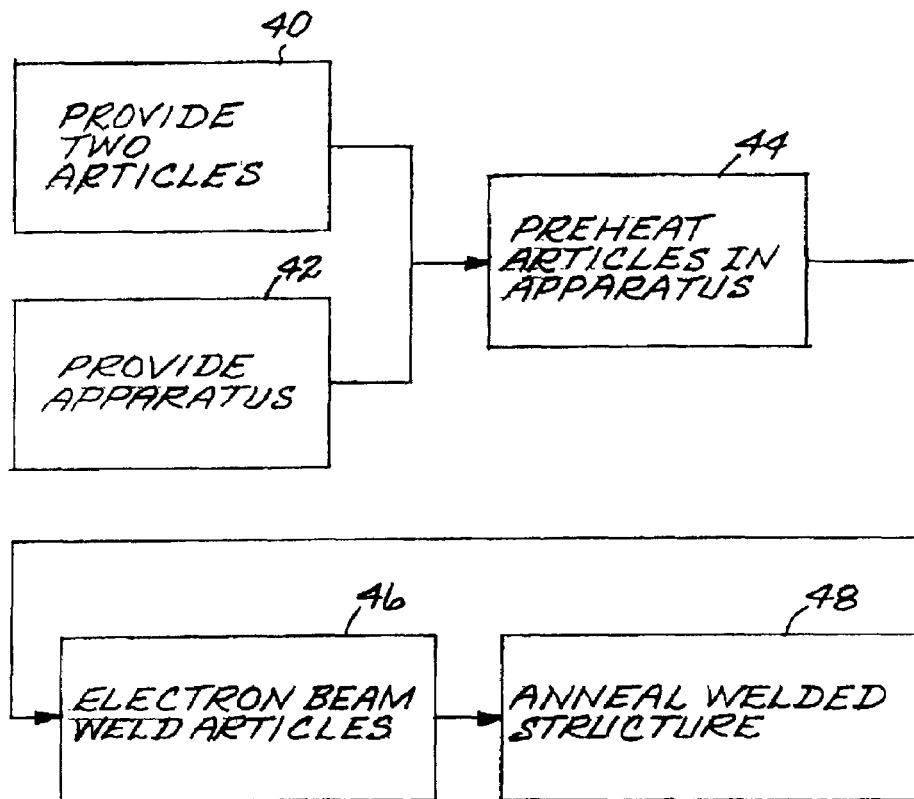 40
PROVIDE
TWO
ARTICLES
42
PROVIDE
APPARATUS
44
PREHEAT
ARTICLES IN
APPARATUS
46
ELECTRON BEAM
WELD ARTICLES
48
ANNEAL WELDED
STRUCTURE